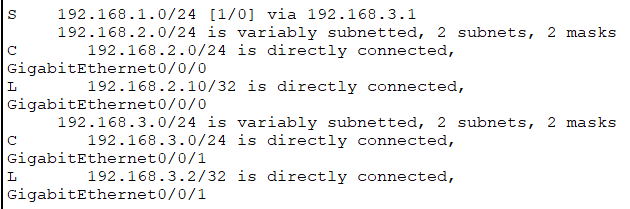 S    192.168.1.0/24 [1/0] via 192.168.3.1
     192.168.2.0/24 is variably subnetted, 2 subnets, 2 masks
C       192.168.2.0/24 is directly connected,
GigabitEthernet0/0/0
L       192.168.2.10/32 is directly connected,
GigabitEthernet0/0/0
     192.168.3.0/24 is variably subnetted, 2 subnets, 2 masks
C       192.168.3.0/24 is directly connected,
GigabitEthernet0/0/1
L       192.168.3.2/32 is directly connected,
GigabitEthernet0/0/1